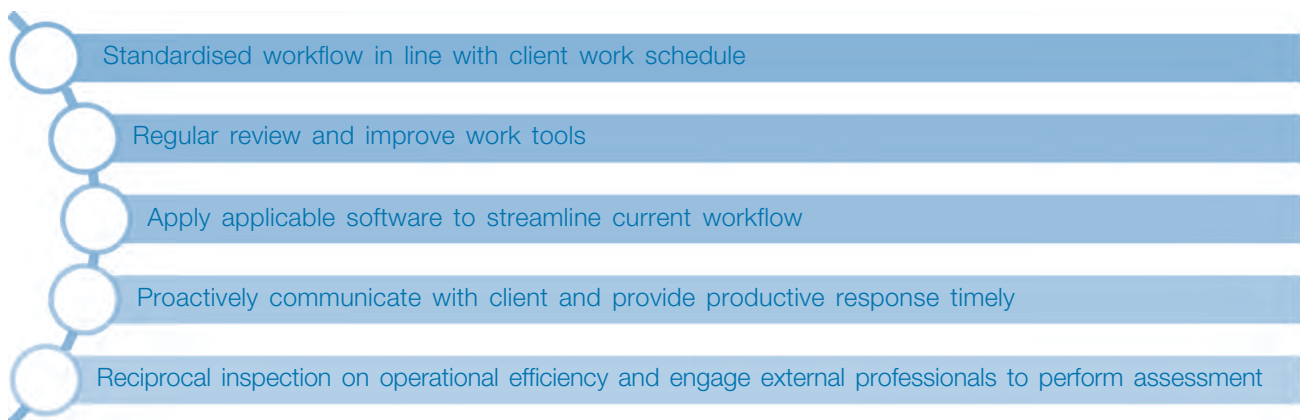 Standardised workflow in line with client work schedule
Regular review and improve work tools
Apply applicable software to streamline current workflow
Proactively communicate with client and provide productive response timely
Reciprocal inspection on operational efficiency and engage external professionals to perform assessment